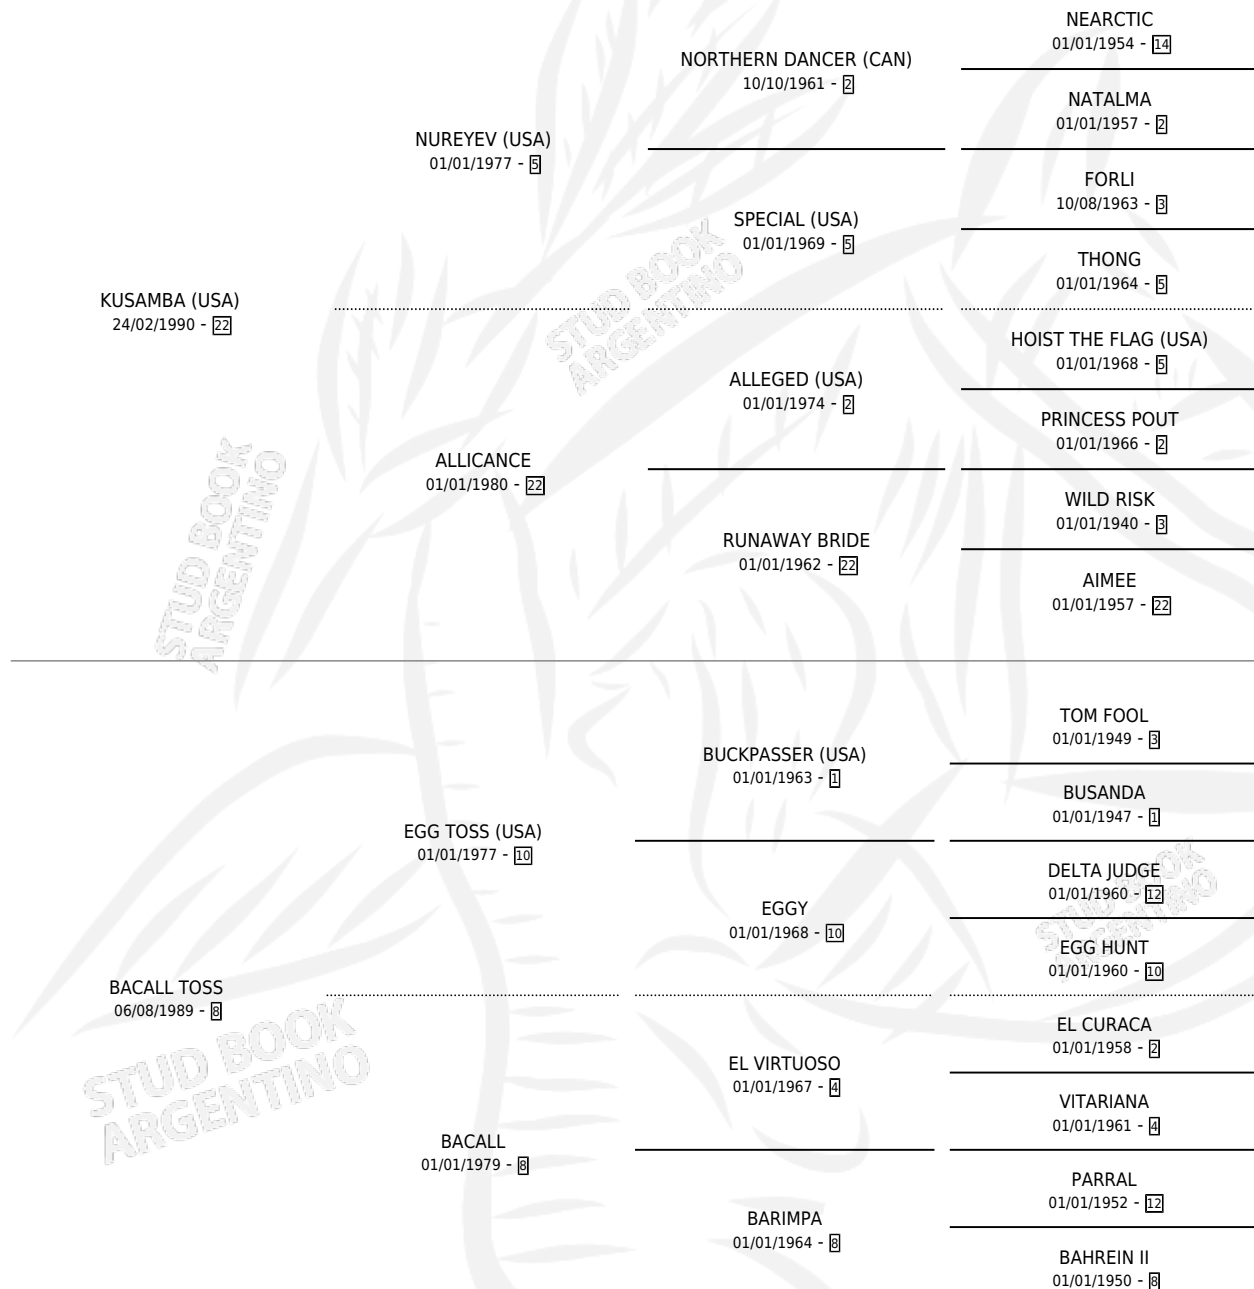 NEARCTIC
01/01/1954 - 14
NORTHERN DANCER (CAN)
10/10/1961 - 2
NATALMA
01/01/1957 - 2
NUREYEV (USA)
01/01/1977 - 5
FORLI
10/08/1963 - 3
SPECIAL (USA)
01/01/1969 - 5
THONG
01/01/1964 - 5
KUSAMBA (USA)
24/02/1990 - 22
HOIST THE FLAG (USA)
01/01/1968 - 5
ALLEGED (USA)
01/01/1974 - 2
PRINCESS POUT
01/01/1966 - 2
ALLICANCE
01/01/1980 - 22
WILD RISK
01/01/1940 - 3
RUNAWAY BRIDE
01/01/1962 - 22
AIMEE
01/01/1957 - 22
STUD BOOK
ARGENTINO
STUD BOOK
ARGENTINO
TOM FOOL
01/01/1949 - 3
BUCKPASSER (USA)
01/01/1963 - 1
BUSANDA
01/01/1947 - 1
EGG TOSS (USA)
01/01/1977 - 10
DELTA JUDGE
01/01/1960 - 12
EGGY
01/01/1968 - 10
EGG HUNT
01/01/1960 - 10
STUD BOOK
ARGENTINO
BACALL TOSS
06/08/1989 - 8
EL CURACA
01/01/1958 - 2
EL VIRTUOSO
01/01/1967 - 4
VITARIANA
01/01/1961 - 4
STUD BOOK
ARGENTINO
BACALL
01/01/1979 - 8
PARRAL
01/01/1952 - 12
BARIMPA
01/01/1964 - 8
BAHREIN II
01/01/1950 - 8